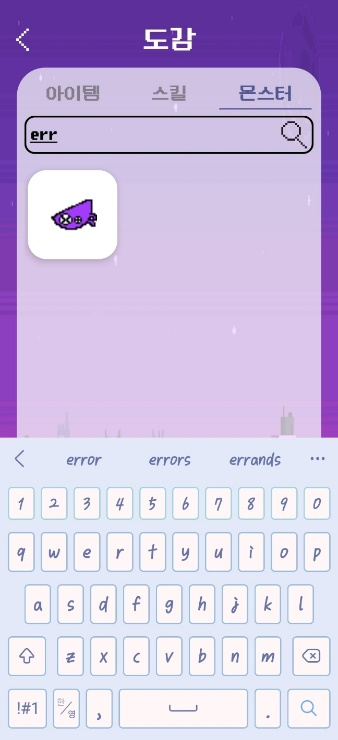 도감
아이템 스킬 몬스터
err
error errors errands ...
1 2 3 4 5 6 7 8 9 0
q w e r t y u i o p
a s d f g h j k l
z x c v b n m
!#1 한/영 , .